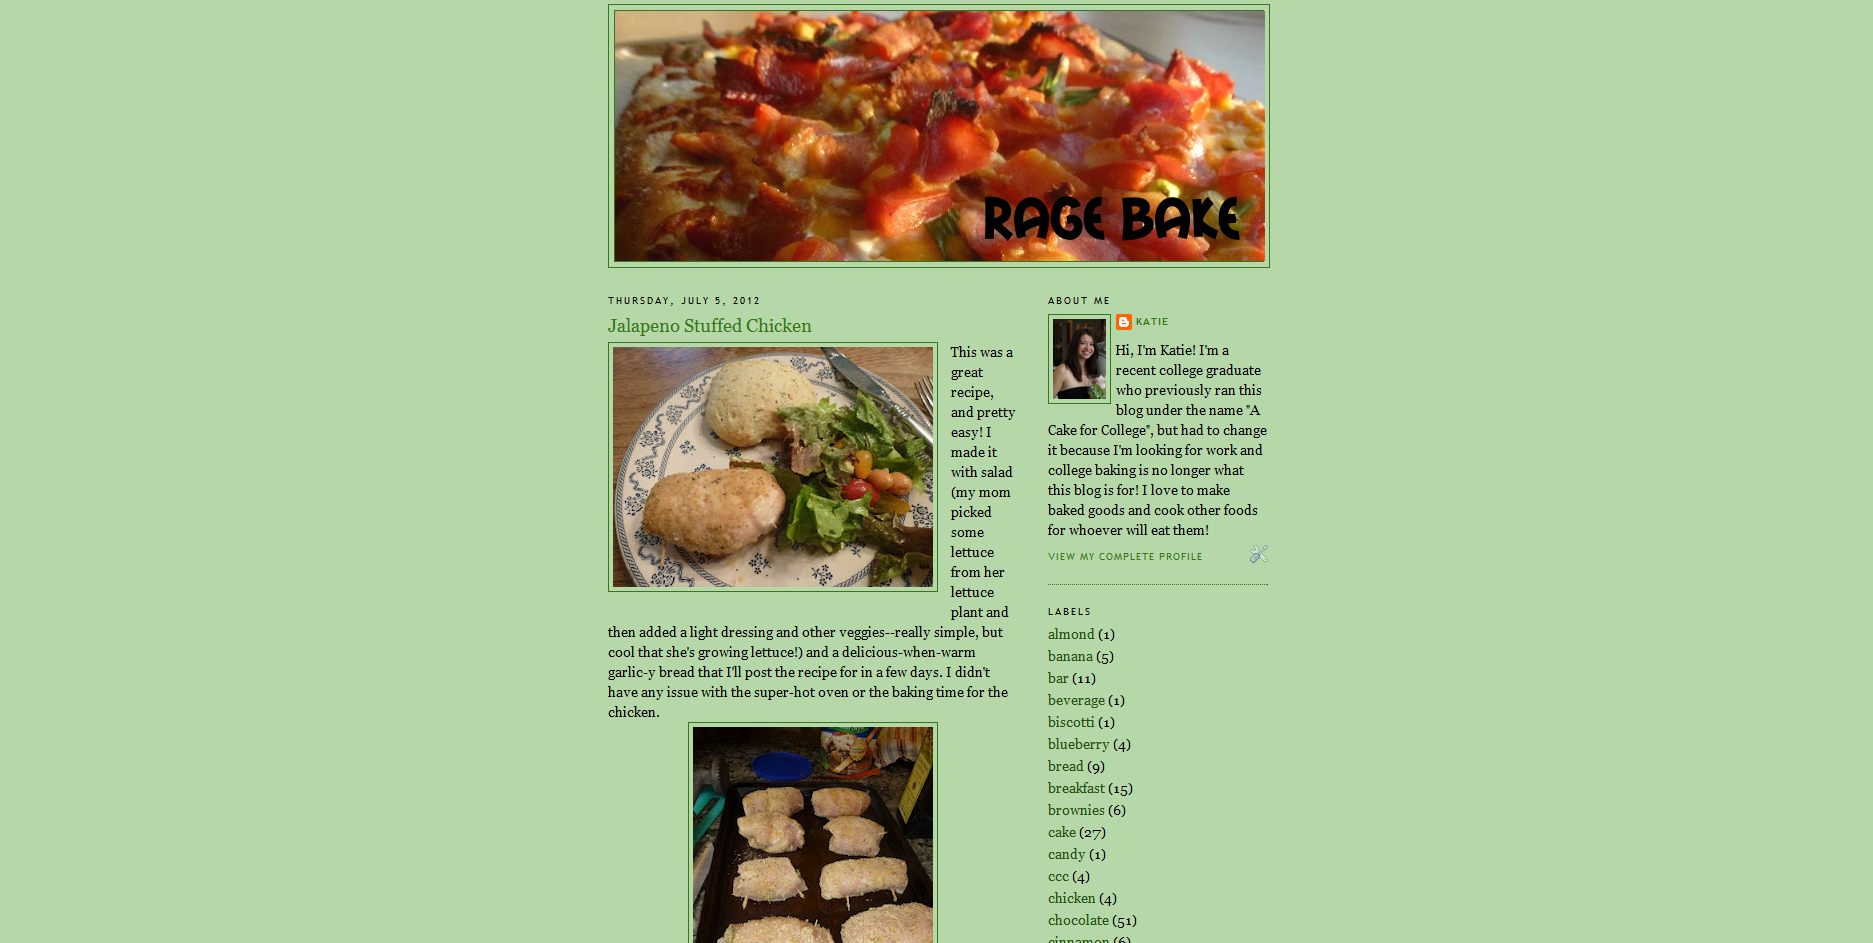 RAGE BAKE
THURSDAY, JULY 5, 2012
Jalapeno Stuffed Chicken
This was a
great
recipe,
and pretty
easy! I
made it
with salad
(my mom
picked
some
lettuce
from her
lettuce
plant and
then added a light dressing and other veggies--really simple, but
cool that she's growing lettuce!) and a delicious-when-warm
garlic-y bread that I'll post the recipe for in a few days. I didn't
have any issue with the super-hot oven or the baking time for the
chicken.
ABOUT ME
KATIE
Hi, I'm Katie! I'm a
recent college graduate
who previously ran this
blog under the name "A
Cake for College", but had to change
it because I'm looking for work and
college baking is no longer what
this blog is for! I love to make
baked goods and cook other foods
for whoever will eat them!
VIEW MY COMPLETE PROFILE
LABELS
almond (1)
banana (5)
bar (11)
beverage (1)
biscotti (1)
blueberry (4)
bread (9)
breakfast (15)
brownies (6)
cake (27)
candy (1)
ccc (4)
chicken (4)
chocolate (51)
cinnamon (6)